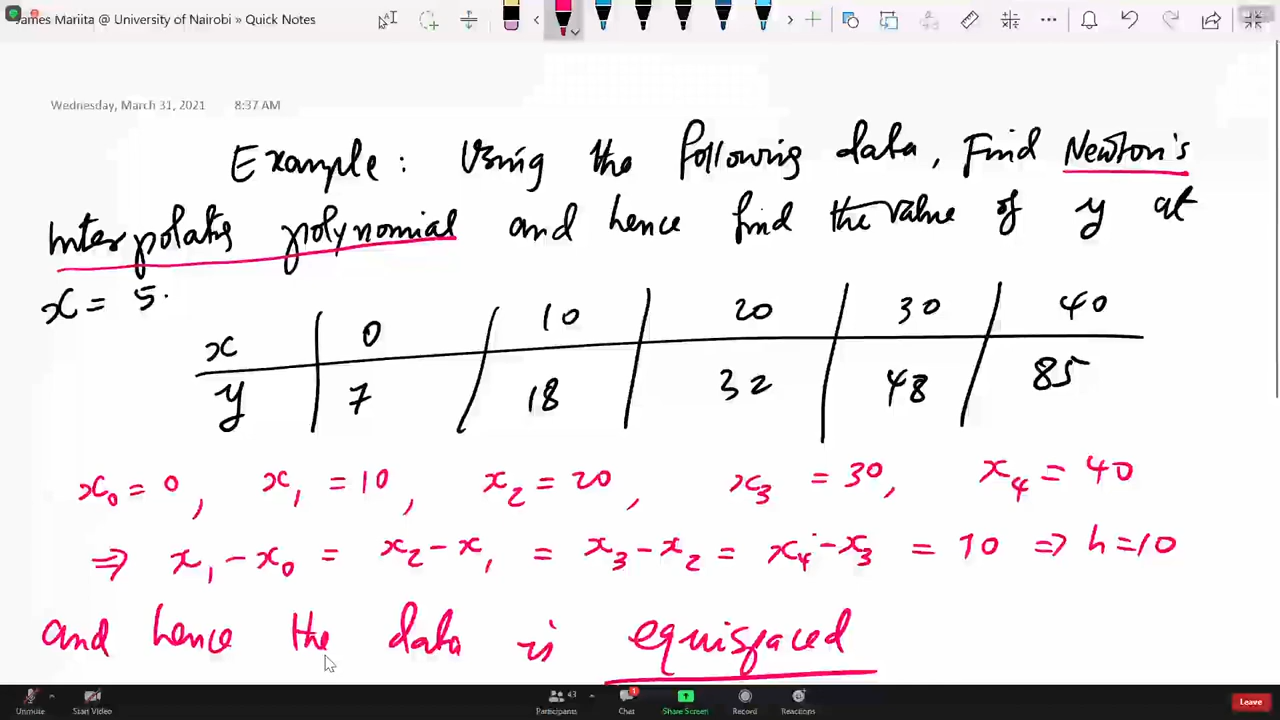 James Mariita @ University of Nairobi » Quick Notes
Wednesday, March 31, 2021 8:37 AM
Example: Using the following data, Find Newton's
Interpolatis polynomial and hence find the value of y at
x = 5.
x 0 10 20 30 40
y 7 18 32 48 85
x₀ = 0, x₁ = 10, x₂ = 20, x₃ = 30, x₄ = 40
⇒ x₁ - x₀ = x₂ - x₁ = x₃ - x₂ = x₄ - x₃ = 10 ⇒ h = 10
and hence the data is equispaced
Unmute Start Video Participants 43 Chat 1 Share Screen Record Reactions Leave